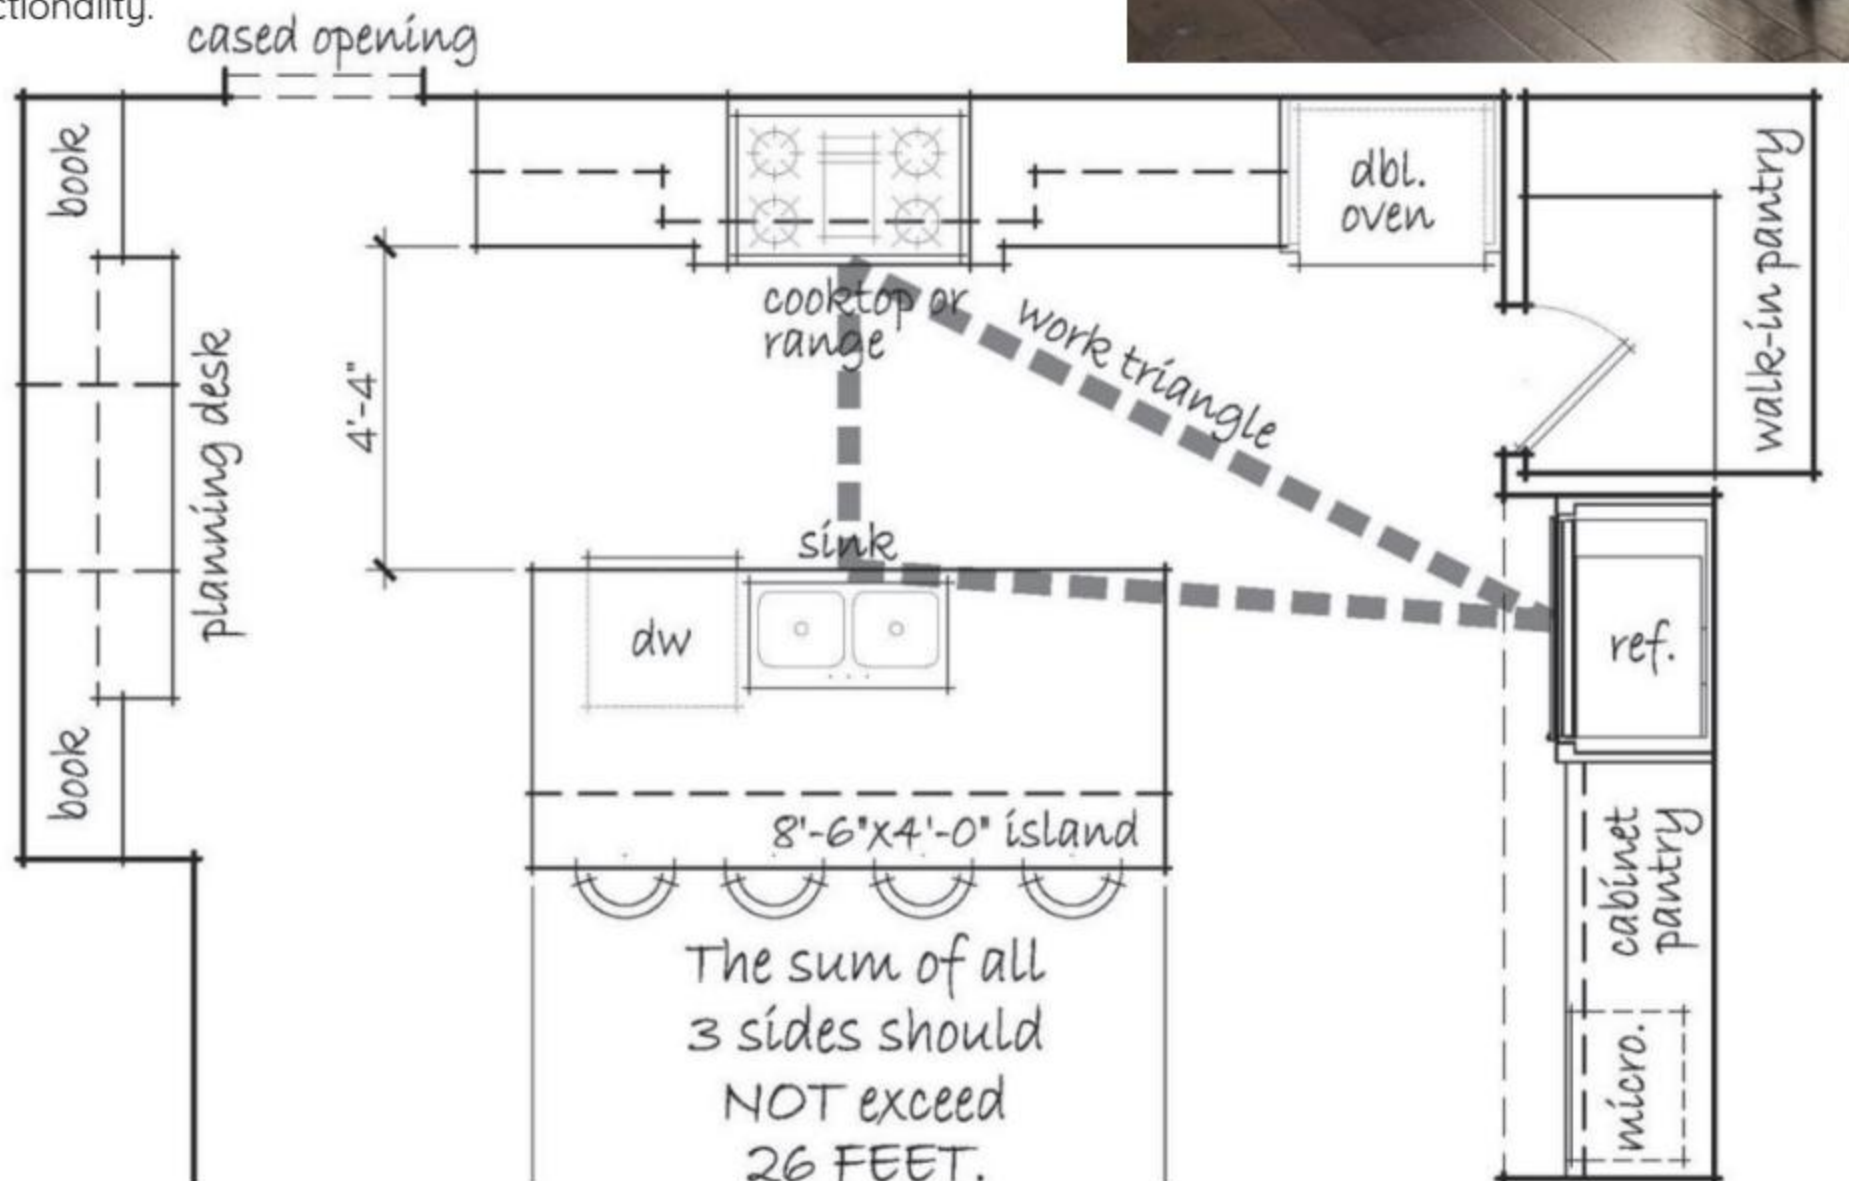 ctionality.
cased opening
book
dbl.
oven
walk-in pantry
cooktop or
range
work triangle
4'-4"
planning desk
sink
dw
ref.
book
8'-6"x4'-0" island
cabinet
pantry
The sum of all
3 sides should
NOT exceed
26 FEET.
micro.